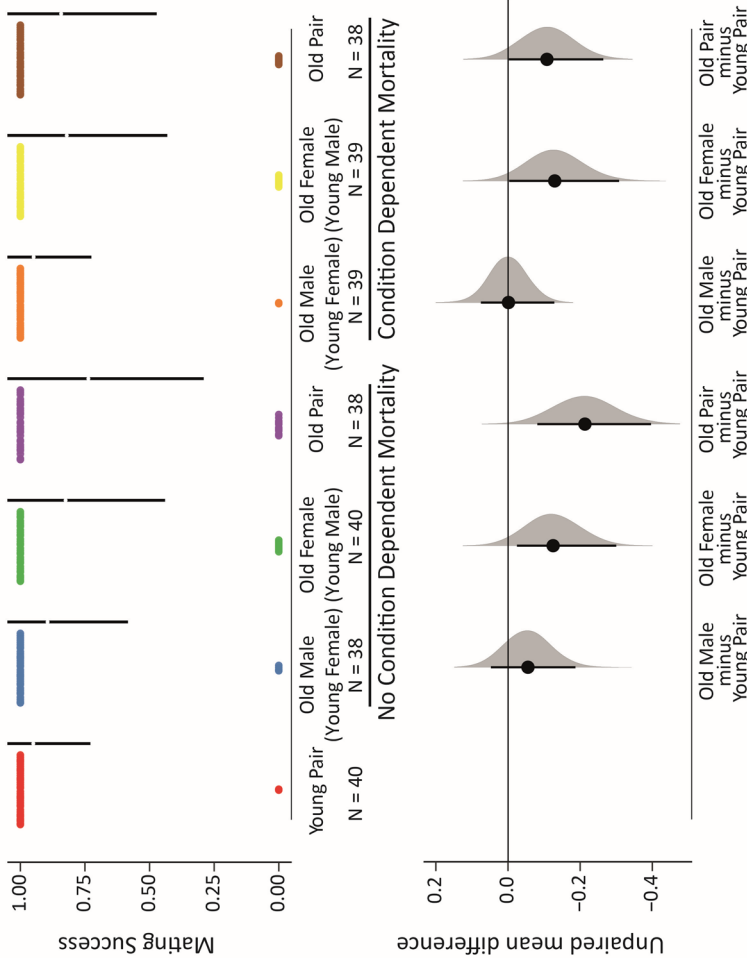 Mating Success
1.00
0.75
0.50
0.25
0.00
Young Pair
N = 40
Old Male
(Young Female)
N = 38
Old Female
(Young Male)
N = 40
Old Pair
N = 38
Old Male
(Young Female)
N = 39
Old Female
(Young Male)
N = 39
Old Pair
N = 38
No Condition Dependent Mortality
Condition Dependent Mortality
Unpaired mean difference
0.2
0.0
−0.2
−0.4
Old Male
minus
Young Pair
Old Female
minus
Young Pair
Old Pair
minus
Young Pair
Old Male
minus
Young Pair
Old Female
minus
Young Pair
Old Pair
minus
Young Pair